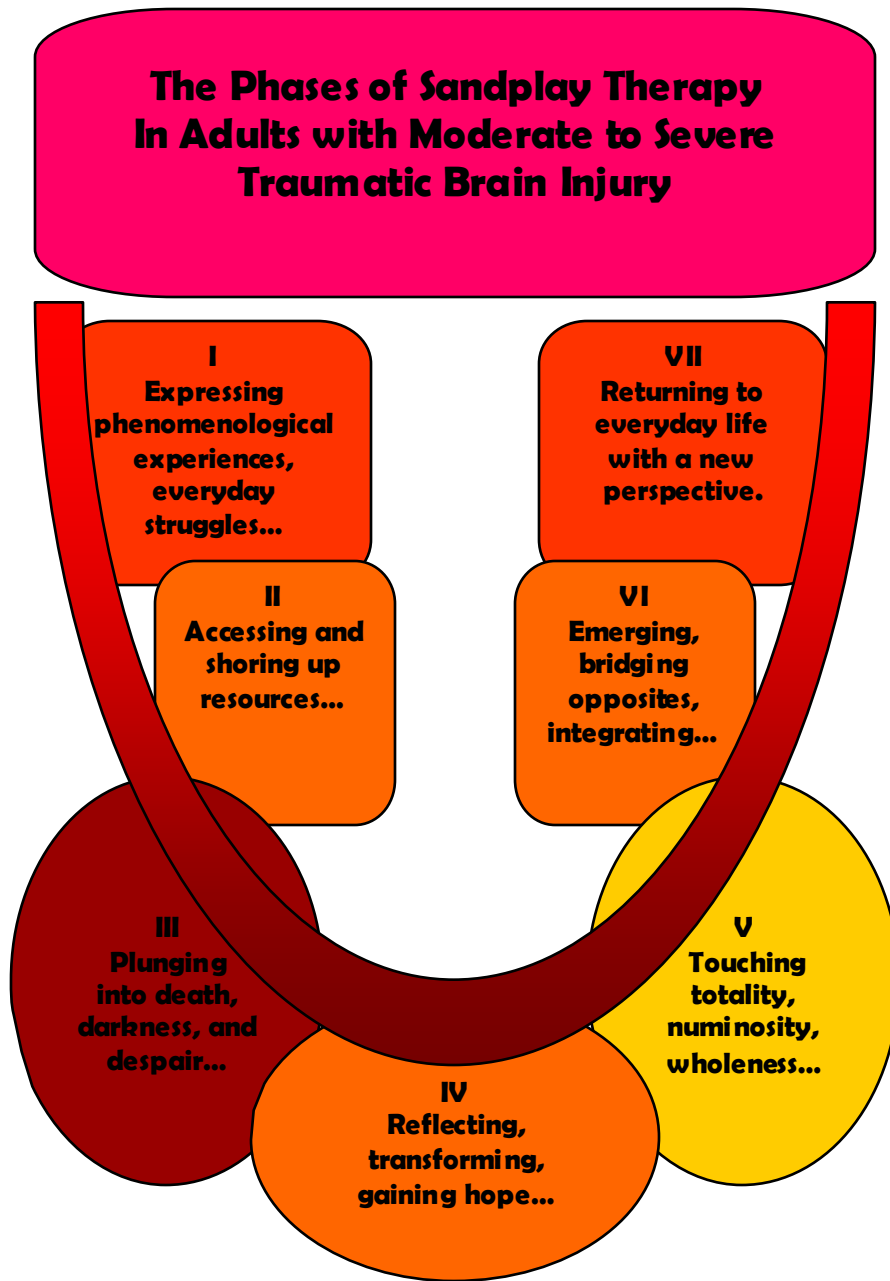 The Phases of Sandplay Therapy
In Adults with Moderate to Severe
Traumatic Brain Injury
I
Expressing
phenomenological
experiences,
everyday
struggles...
II
Accessing and
shoring up
resources...
III
Plunging
into death,
darkness, and
despair...
IV
Reflecting,
transforming,
gaining hope...
V
Touching
totality,
numinosity,
wholeness...
VI
Emerging,
bridging
opposites,
integrating...
VII
Returning to
everyday life
with a new
perspective.